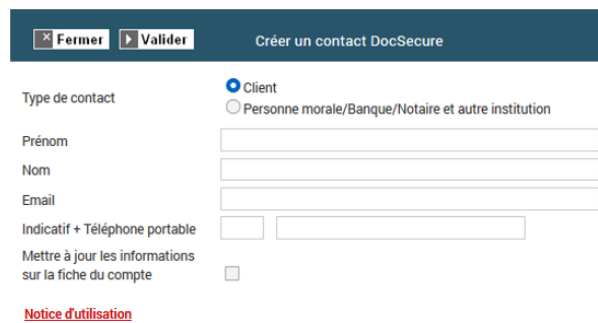 Fermer Valider Créer un contact DocSecure
Type de contact
Client
Personne morale/Banque/Notaire et autre institution
Prénom
Nom
Email
Indicatif + Téléphone portable
Mettre à jour les informations
sur la fiche du compte
Notice d'utilisation